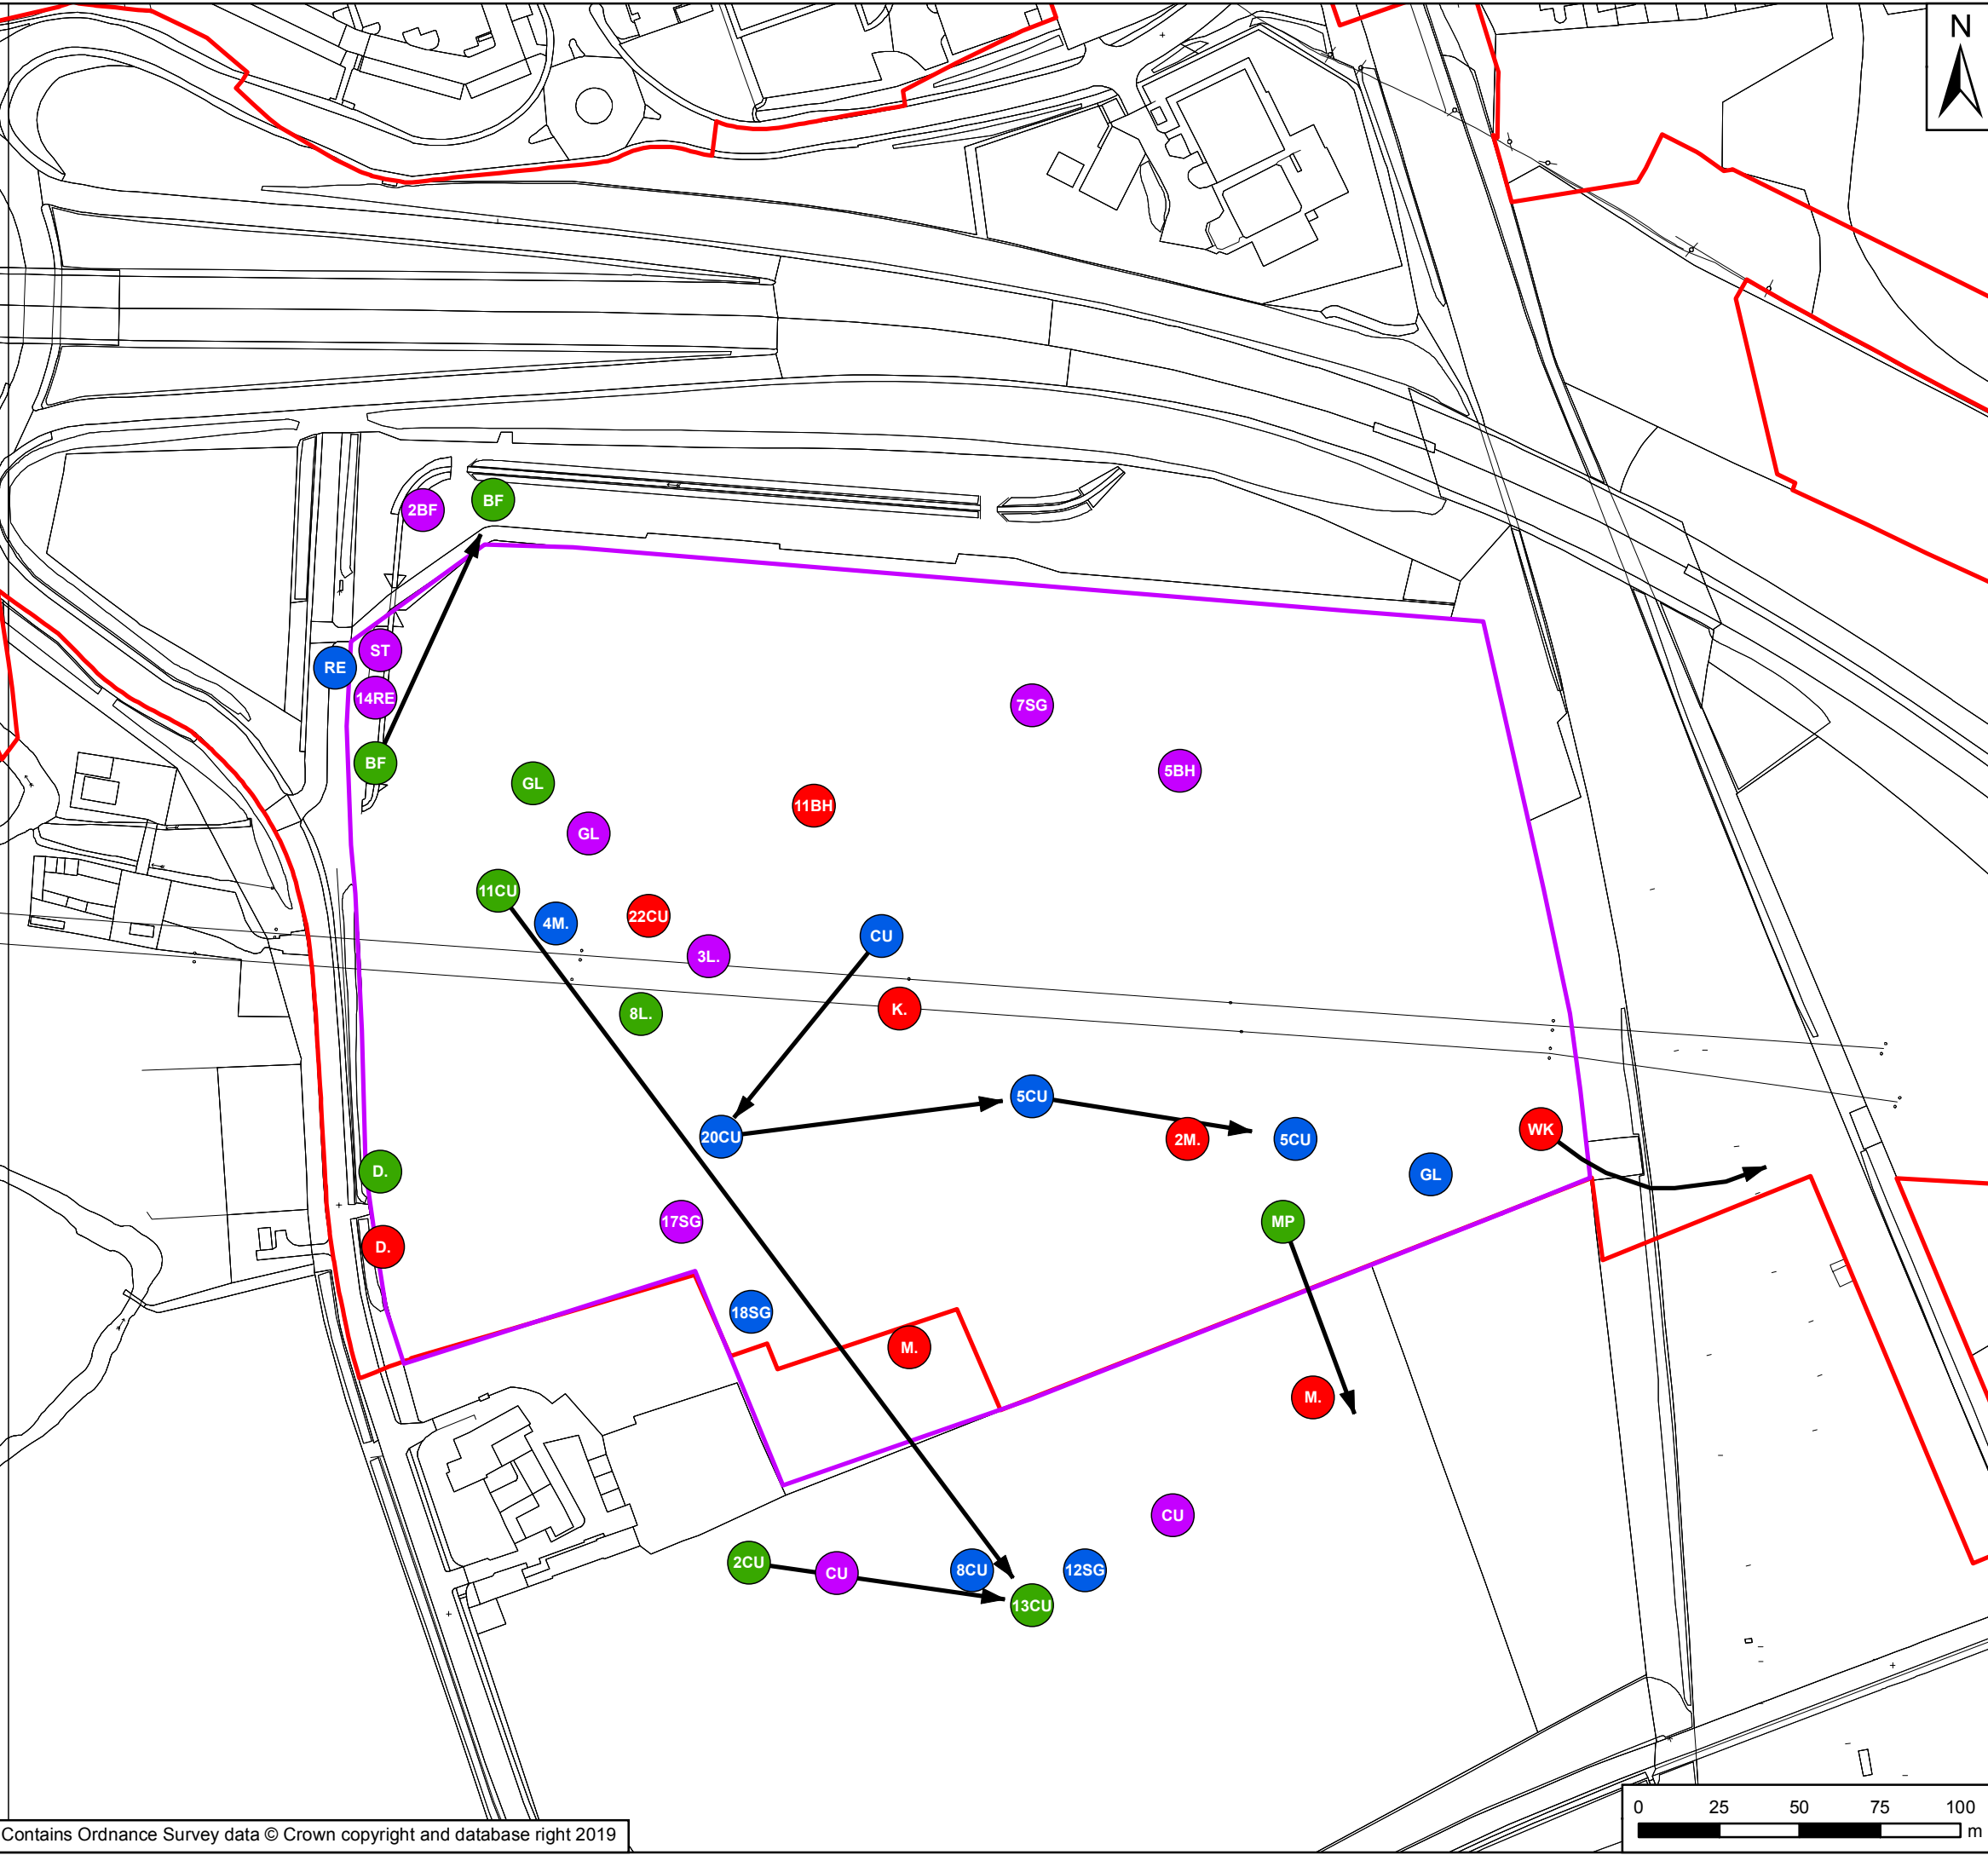 N
2BF
BF
ST
RE
14RE
7SG
BF
5BH
GL
11BH
GL
11CU
22CU
4M.
CU
3L.
K.
8L.
5CU
WK
20CU
2M.
5CU
D.
GL
17SG
MP
D.
18SG
M.
M.
CU
2CU
CU
8CU
12SG
13CU
0 25 50 75 100
m
Contains Ordnance Survey data © Crown copyright and database right 2019